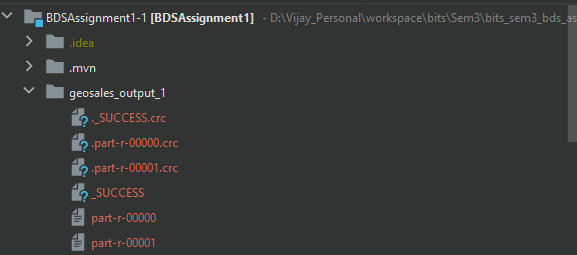 BDSAssignment1-1 [BDSAssignment1] - D:\Vijay_Personal\workspace\bits\Sem3\bits_sem3_bds_as
.idea
.mvn
geosales_output_1
._SUCCESS.crc
.part-r-00000.crc
.part-r-00001.crc
_SUCCESS
part-r-00000
part-r-00001